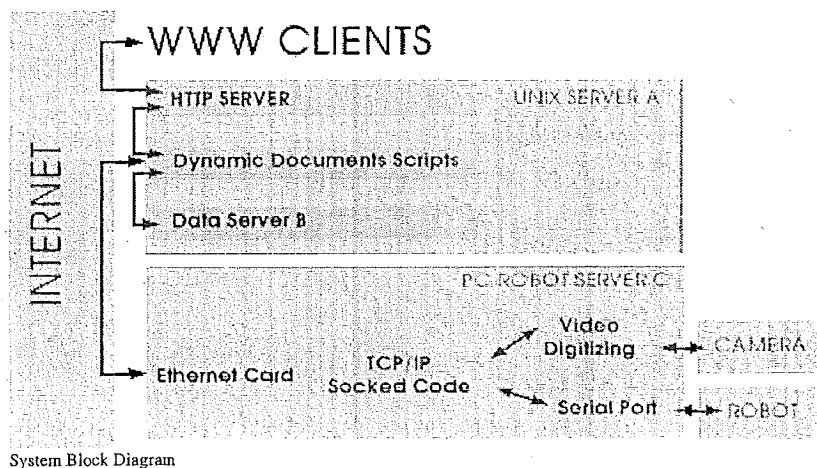 WWW CLIENTS
HTTP SERVER
UNIX SERVER A
INTERNET
Dynamic Documents Scripts
Data Server B
PC ROBOT SERVER C
Video
Digitizing
CAMERA
Ethernet Card
TCP/IP
Socked Code
Serial Port
ROBOT
System Block Diagram